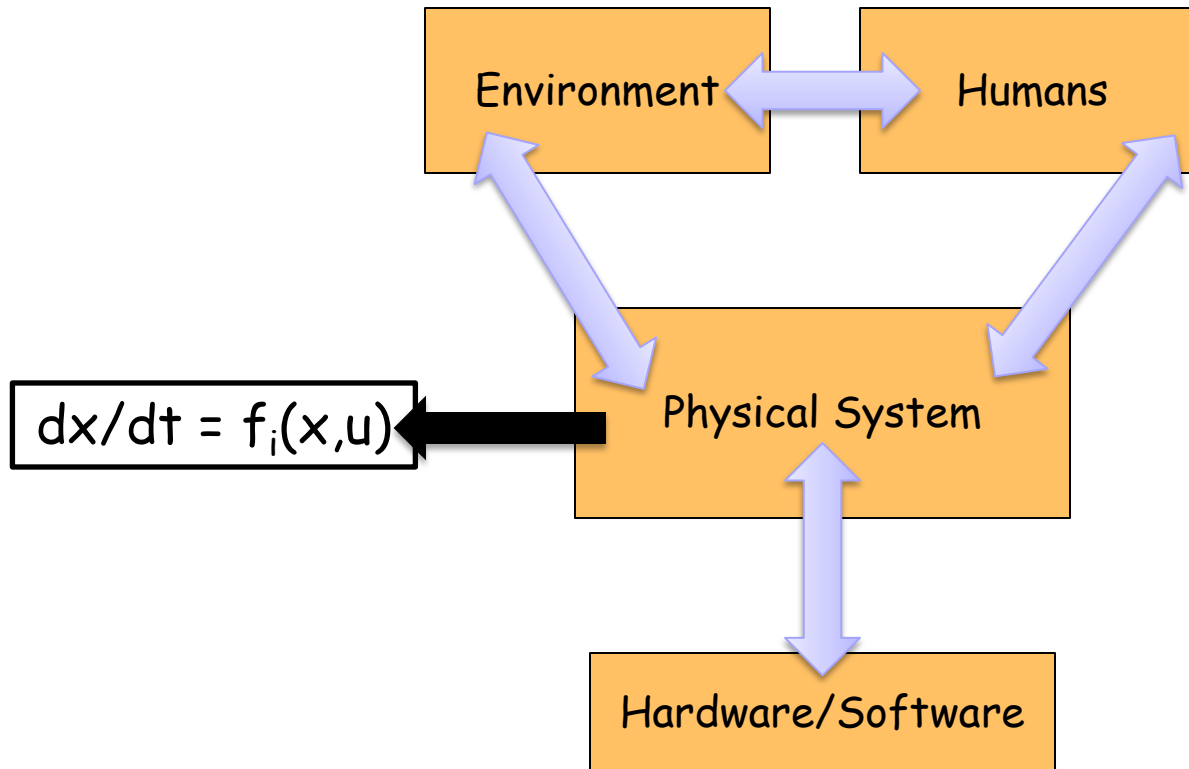 Environment
Humans
dx/dt = fᵢ(x,u)
Physical System
Hardware/Software